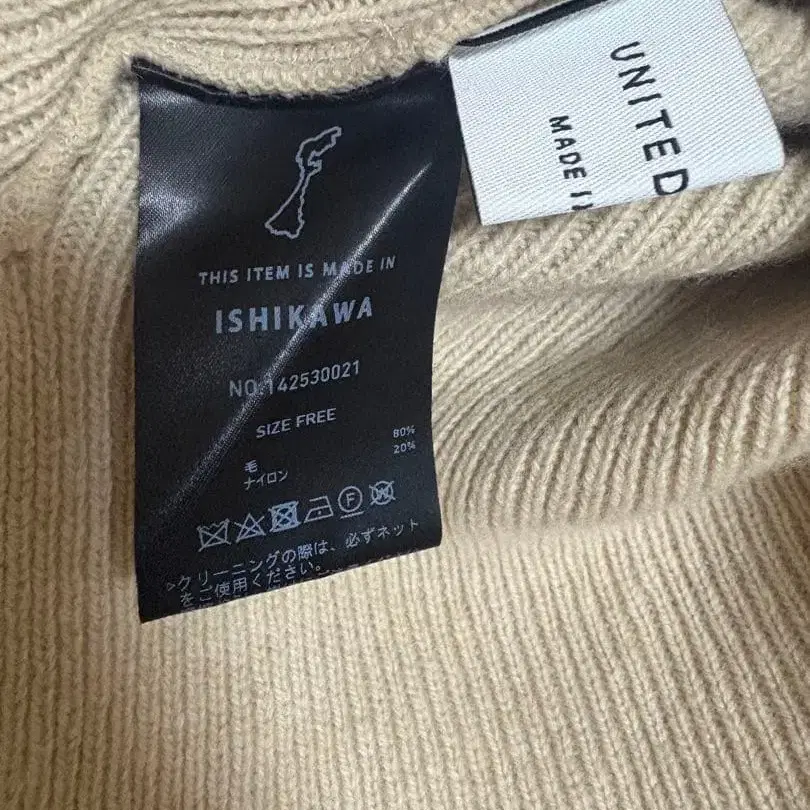 THIS ITEM IS MADE IN
ISHIKAWA
NO.142530021
SIZE FREE
毛 80%
ナイロン 20%
F
W
>クリーニングの際は、必ずネット
をご使用ください。
UNITED
MADE IN